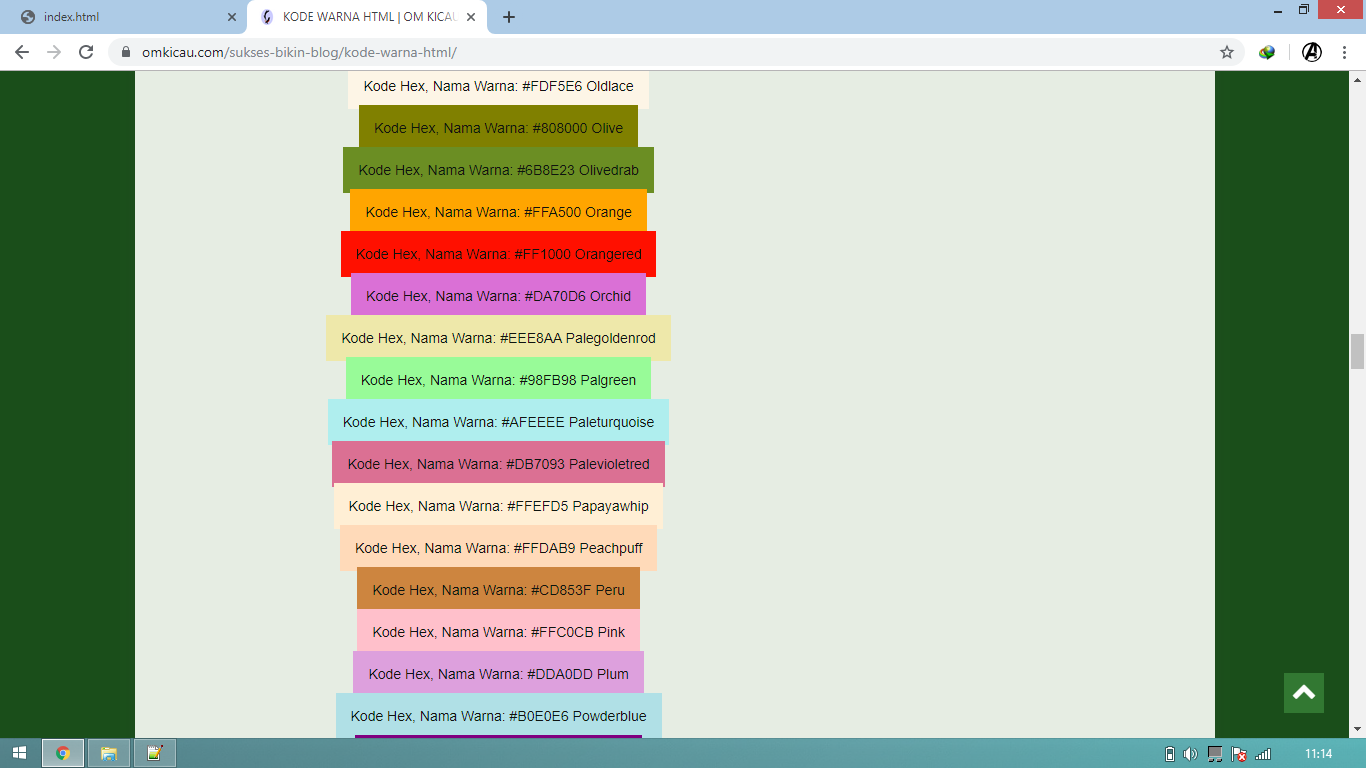 index.html
KODE WARNA HTML | OM KICAU
omkicau.com/sukses-bikin-blog/kode-warna-html/
Kode Hex, Nama Warna: #FDF5E6 Oldlace
Kode Hex, Nama Warna: #808000 Olive
Kode Hex, Nama Warna: #6B8E23 Olivedrab
Kode Hex, Nama Warna: #FFA500 Orange
Kode Hex, Nama Warna: #FF1000 Orangered
Kode Hex, Nama Warna: #DA70D6 Orchid
Kode Hex, Nama Warna: #EEE8AA Palegoldenrod
Kode Hex, Nama Warna: #98FB98 Palgreen
Kode Hex, Nama Warna: #AFEEEE Paleturquoise
Kode Hex, Nama Warna: #DB7093 Palevioletred
Kode Hex, Nama Warna: #FFEFD5 Papayawhip
Kode Hex, Nama Warna: #FFDAB9 Peachpuff
Kode Hex, Nama Warna: #CD853F Peru
Kode Hex, Nama Warna: #FFC0CB Pink
Kode Hex, Nama Warna: #DDA0DD Plum
Kode Hex, Nama Warna: #B0E0E6 Powderblue
11:14